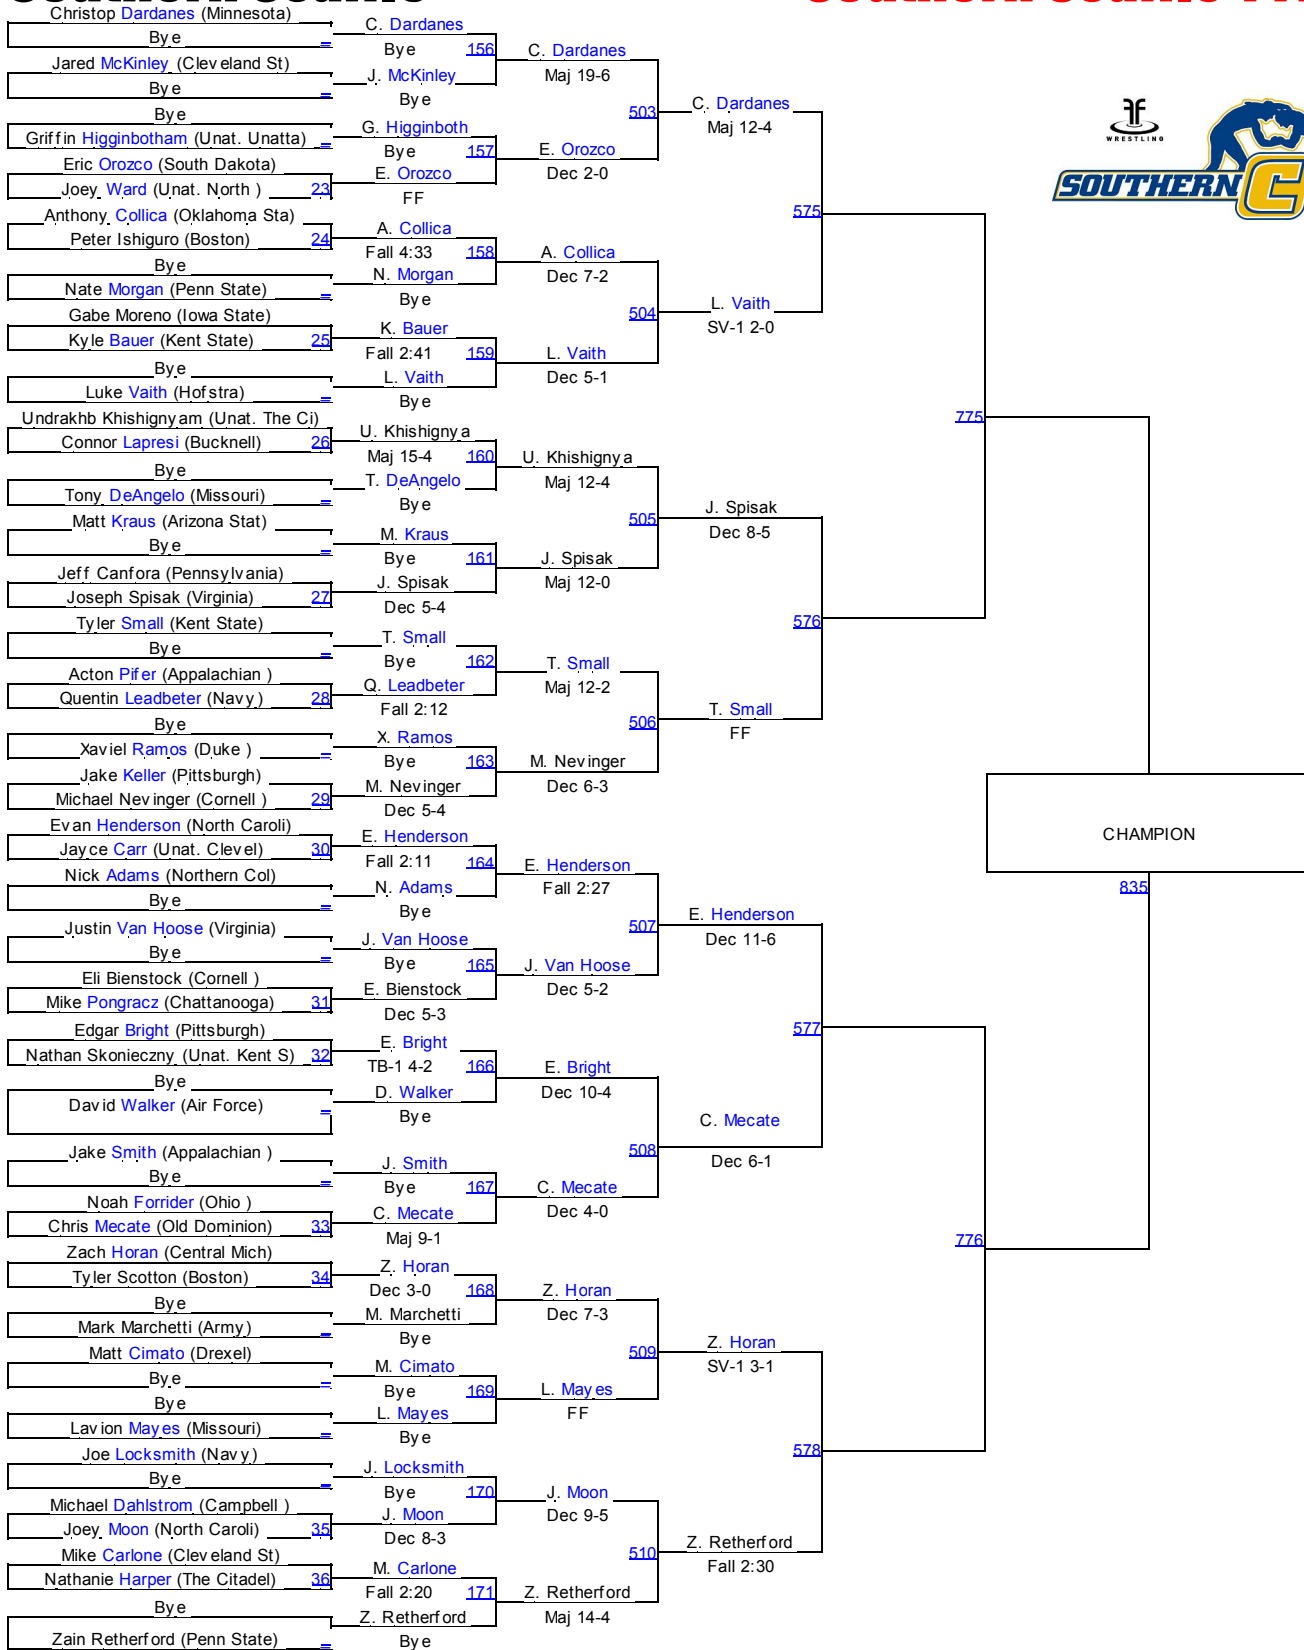 Christop Dardanes (Minnesota)
Bye
Jared McKinley (Cleveland St)
Bye
Bye
Griffin Higginbotham (Unat. Unatta)
Eric Orozco (South Dakota)
Joey Ward (Unat. North ) 23
Anthony Collica (Oklahoma Sta)
Peter Ishiguro (Boston) 24
Bye
Nate Morgan (Penn State)
Gabe Moreno (Iowa State)
Kyle Bauer (Kent State) 25
Bye
Luke Vaith (Hofstra)
Undrakhb Khishignyam (Unat. The Ci)
Connor Lapresi (Bucknell) 26
Bye
Tony DeAngelo (Missouri)
Matt Kraus (Arizona Stat)
Bye
Jeff Canfora (Pennsylvania)
Joseph Spisak (Virginia) 27
Tyler Small (Kent State)
Bye
Acton Pifer (Appalachian )
Quentin Leadbeter (Navy ) 28
Bye
Xaviel Ramos (Duke )
Jake Keller (Pittsburgh)
Michael Nevinger (Cornell ) 29
Evan Henderson (North Caroli)
Jayce Carr (Unat. Clevel) 30
Nick Adams (Northern Col)
Bye
Justin Van Hoose (Virginia)
Bye
Eli Bienstock (Cornell )
Mike Pongracz (Chattanooga) 31
Edgar Bright (Pittsburgh)
Nathan Skonieczny (Unat. Kent S) 32
Bye
David Walker (Air Force)
Jake Smith (Appalachian )
Bye
Noah Forrider (Ohio )
Chris Mecate (Old Dominion) 33
Zach Horan (Central Mich)
Tyler Scotton (Boston) 34
Bye
Mark Marchetti (Army)
Matt Cimato (Drexel)
Bye
Bye
Lavion Mayes (Missouri)
Joe Locksmith (Navy )
Bye
Michael Dahlstrom (Campbell )
Joey Moon (North Caroli) 35
Mike Carlone (Cleveland St)
Nathanie Harper (The Citadel) 36
Bye
Zain Retherford (Penn State)
C. Dardanes
Bye 156
J. McKinley
Bye
G. Higginboth
Bye 157
E. Orozco
FF
A. Collica
Fall 4:33 158
N. Morgan
Bye
K. Bauer
Fall 2:41 159
L. Vaith
Bye
U. Khishignya
Maj 15-4 160
T. DeAngelo
Bye
M. Kraus
Bye 161
J. Spisak
Dec 5-4
T. Small
Bye 162
Q. Leadbeter
Fall 2:12
X. Ramos
Bye 163
M. Nevinger
Dec 5-4
E. Henderson
Fall 2:11 164
N. Adams
Bye
J. Van Hoose
Bye 165
E. Bienstock
Dec 5-3
E. Bright
TB-1 4-2 166
D. Walker
Bye
J. Smith
Bye 167
C. Mecate
Maj 9-1
Z. Horan
Dec 3-0 168
M. Marchetti
Bye
M. Cimato
Bye 169
L. Mayes
Bye
J. Locksmith
Bye 170
J. Moon
Dec 8-3
M. Carlone
Fall 2:20 171
Z. Retherford
Bye
C. Dardanes
Maj 19-6
503
E. Orozco
Dec 2-0
A. Collica
Dec 7-2
504
L. Vaith
Dec 5-1
U. Khishignya
Maj 12-4
505
J. Spisak
Maj 12-0
T. Small
Maj 12-2
506
M. Nevinger
Dec 6-3
E. Henderson
Fall 2:27
507
J. Van Hoose
Dec 5-2
E. Bright
Dec 10-4
508
C. Mecate
Dec 4-0
Z. Horan
Dec 7-3
509
L. Mayes
FF
J. Moon
Dec 9-5
510
Z. Retherford
Maj 14-4
C. Dardanes
Maj 12-4
575
L. Vaith
SV-1 2-0
J. Spisak
Dec 8-5
576
T. Small
FF
E. Henderson
Dec 11-6
577
C. Mecate
Dec 6-1
Z. Horan
SV-1 3-1
578
Z. Retherford
Fall 2:30
775
776
CHAMPION
835
WRESTLING
SOUTHERN C